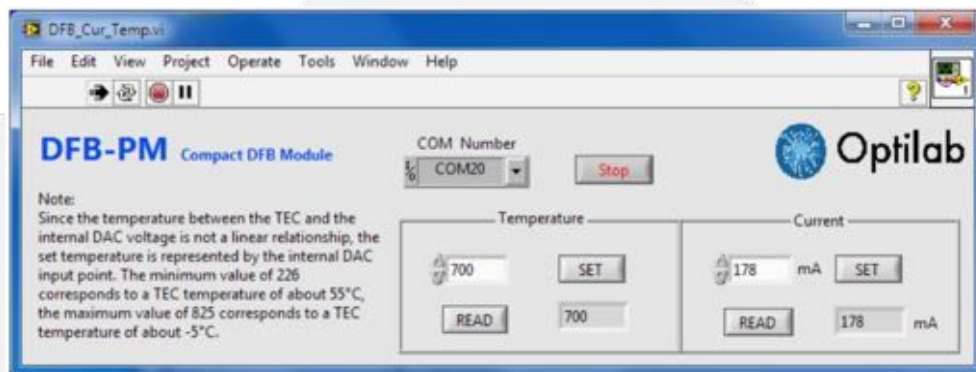 DFB_Cur_Temp.vi
File Edit View Project Operate Tools Window Help
DFB-PM Compact DFB Module
COM Number
COM20
Stop
Optilab
Note:
Since the temperature between the TEC and the
internal DAC voltage is not a linear relationship, the
set temperature is represented by the internal DAC
input point. The minimum value of 226
corresponds to a TEC temperature of about 55°C,
the maximum value of 825 corresponds to a TEC
temperature of about -5°C.
Temperature
700 SET
READ 700
Current
178 mA SET
READ 178 mA